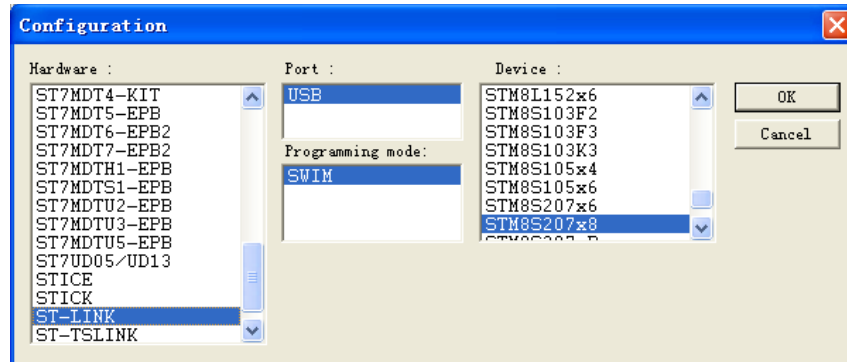 Configuration
Hardware :
ST7MDT4-KIT
ST7MDT5-EPB
ST7MDT6-EPB2
ST7MDT7-EPB2
ST7MDTH1-EPB
ST7MDTS1-EPB
ST7MDTU2-EPB
ST7MDTU3-EPB
ST7MDTU5-EPB
ST7UD05/UD13
STICE
STICK
ST-LINK
ST-TSLINK
Port :
USB
Programming mode:
SWIM
Device :
STM8L152x6
STM8S103F2
STM8S103F3
STM8S103K3
STM8S105x4
STM8S105x6
STM8S207x6
STM8S207x8
OK
Cancel